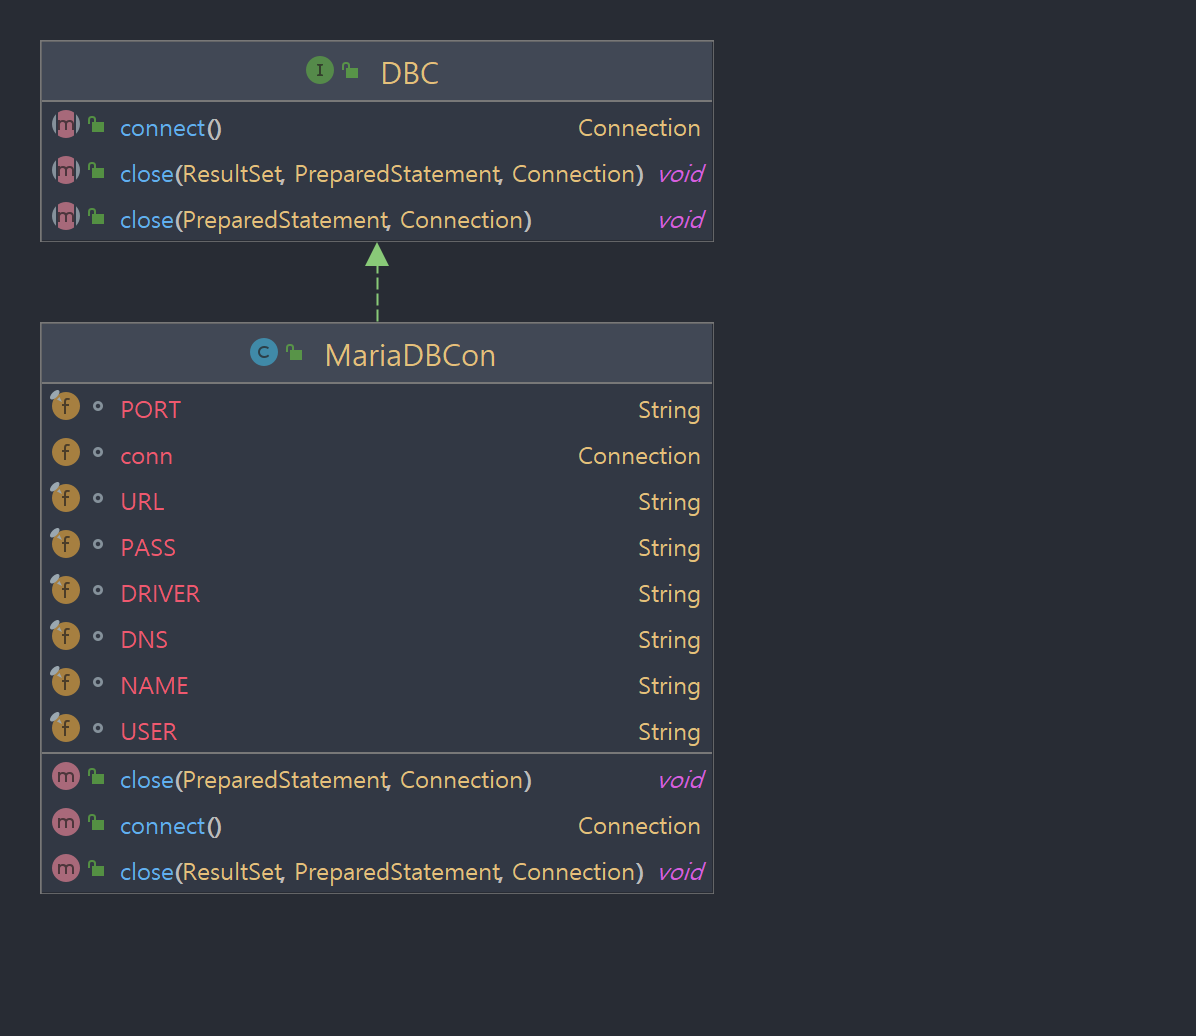 I DBC
m connect() Connection
m close(ResultSet, PreparedStatement, Connection) void
m close(PreparedStatement, Connection) void
C MariaDBCon
f PORT String
f conn Connection
f URL String
f PASS String
f DRIVER String
f DNS String
f NAME String
f USER String
m close(PreparedStatement, Connection) void
m connect() Connection
m close(ResultSet, PreparedStatement, Connection) void